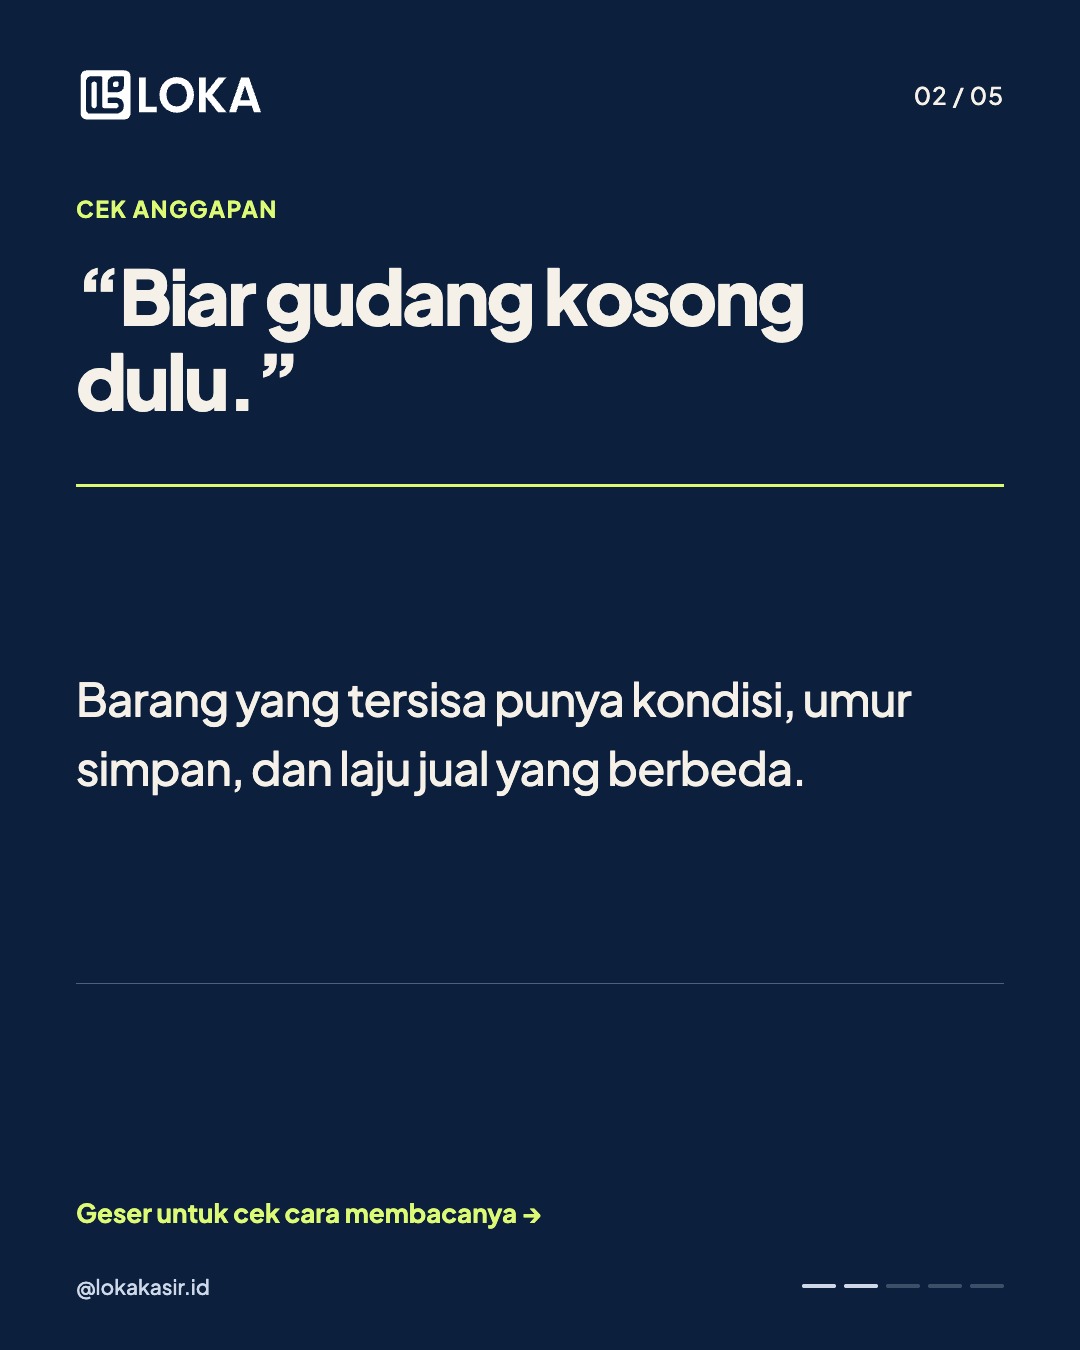 LOKA
02 / 05
CEK ANGGAPAN
“Biar gudang kosong
dulu.”
Barang yang tersisa punya kondisi, umur
simpan, dan laju jual yang berbeda.
Geser untuk cek cara membacanya →
@lokakasir.id